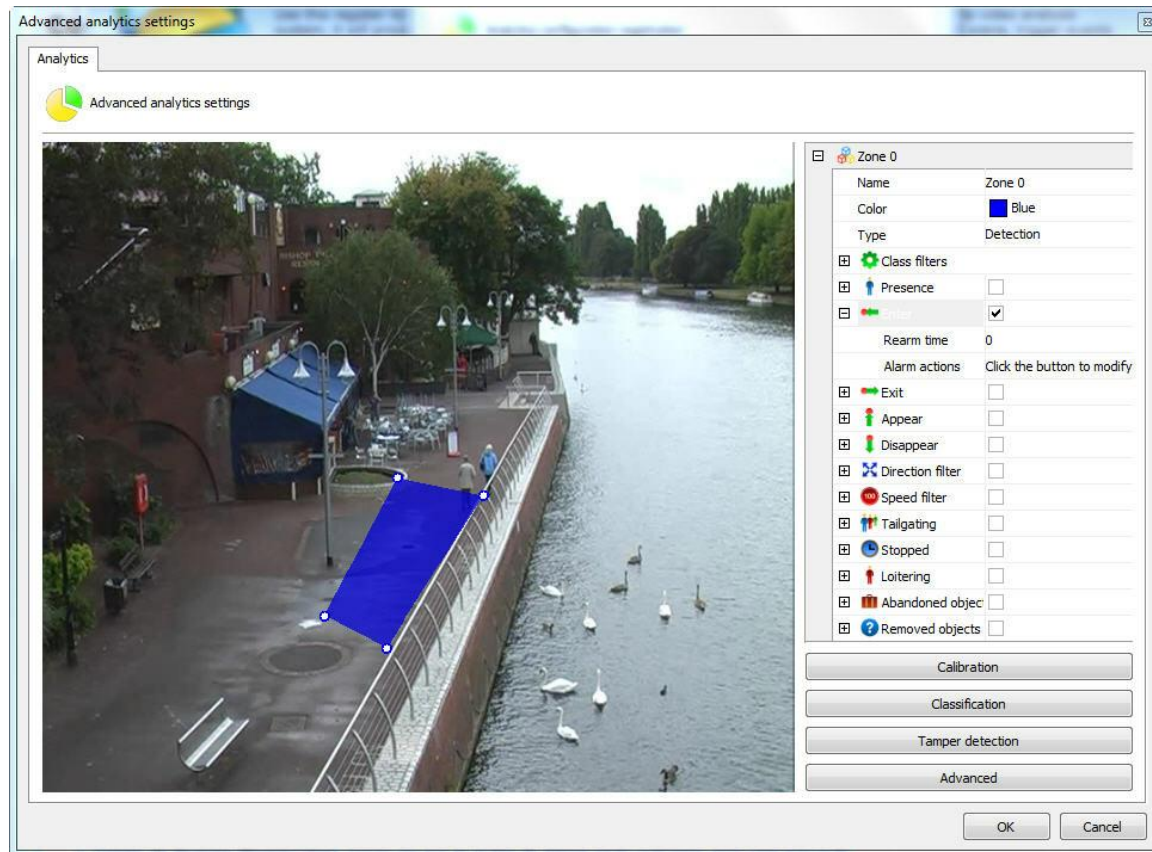 Advanced analytics settings
Analytics
Advanced analytics settings
Zone 0
Name Zone 0
Color Blue
Type Detection
Class filters
Presence
Enter
Rearm time 0
Alarm actions Click the button to modify
Exit
Appear
Disappear
Direction filter
100 Speed filter
Tailgating
Stopped
Loitering
Abandoned objec
? Removed objects
Calibration
Classification
Tamper detection
Advanced
OK Cancel